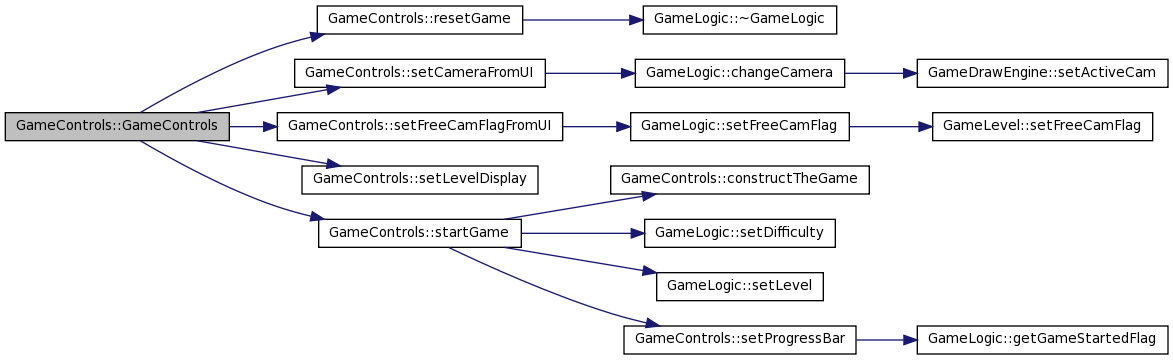 GameControls::resetGame
GameLogic::~GameLogic
GameControls::setCameraFromUI
GameLogic::changeCamera
GameDrawEngine::setActiveCam
GameControls::GameControls
GameControls::setFreeCamFlagFromUI
GameLogic::setFreeCamFlag
GameLevel::setFreeCamFlag
GameControls::setLevelDisplay
GameControls::constructTheGame
GameControls::startGame
GameLogic::setDifficulty
GameLogic::setLevel
GameControls::setProgressBar
GameLogic::getGameStartedFlag